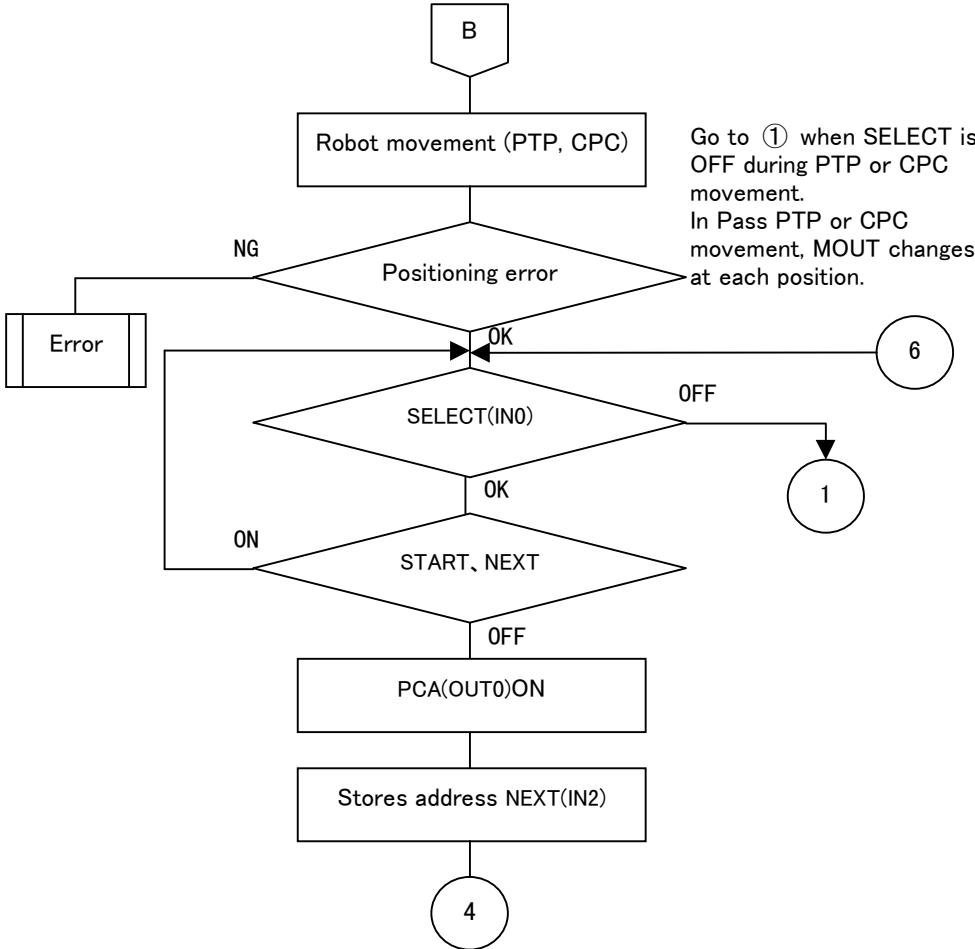 B
Robot movement (PTP, CPC)
Go to ① when SELECT is
OFF during PTP or CPC
movement.
In Pass PTP or CPC
movement, MOUT changes
at each position.
NG
Positioning error
Error
OK
6
SELECT(IN0)
OFF
1
OK
ON
START、NEXT
OFF
PCA(OUT0)ON
Stores address NEXT(IN2)
4